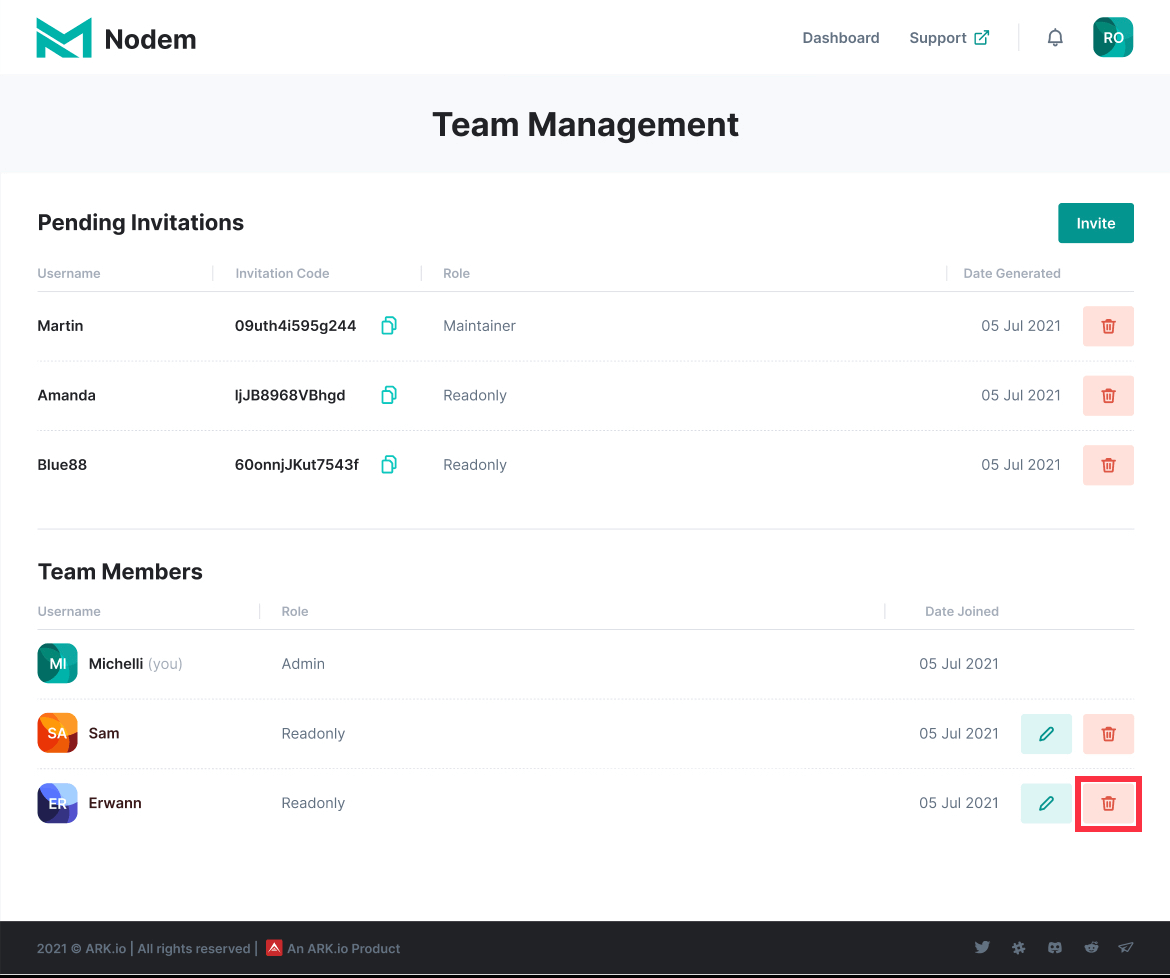 Nodem
Dashboard Support RO
Team Management
Pending Invitations Invite
Username Invitation Code Role Date Generated
Martin 09uth4i595g244 Maintainer 05 Jul 2021
Amanda ljJB8968VBhgd Readonly 05 Jul 2021
Blue88 60onnjJKut7543f Readonly 05 Jul 2021
Team Members
Username Role Date Joined
MI Michelli (you) Admin 05 Jul 2021
SA Sam Readonly 05 Jul 2021
ER Erwann Readonly 05 Jul 2021
2021 © ARK.io | All rights reserved | An ARK.io Product